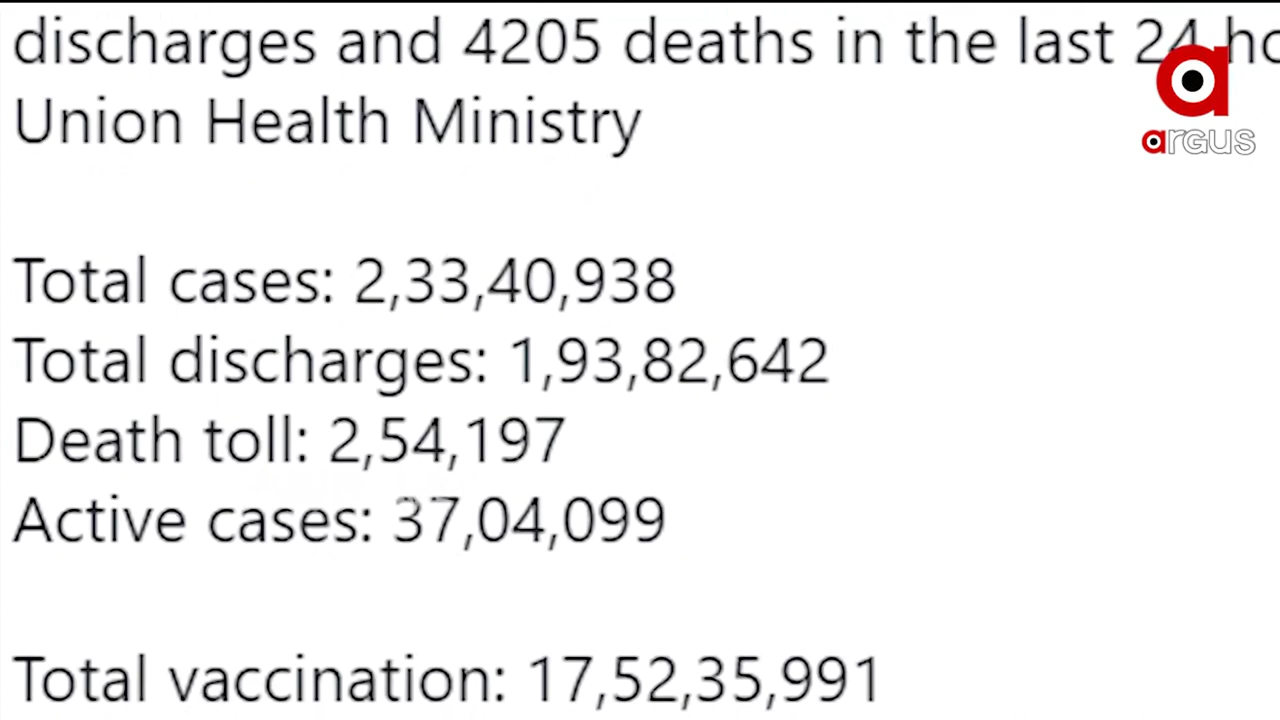 discharges and 4205 deaths in the last 24
Union Health Ministry
argus
Total cases: 2,33,40,938
Total discharges: 1,93,82,642
Death toll: 2,54,197
Active cases: 37,04,099
Total vaccination: 17,52,35,991